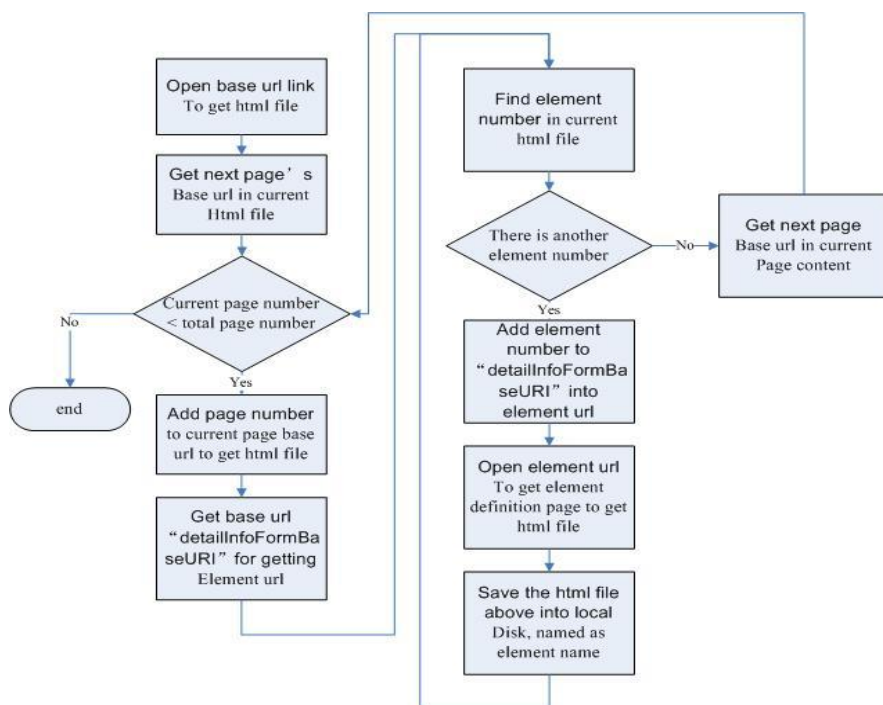 Open base url link
To get html file
Get next page's
Base url in current
Html file
Current page number
< total page number
No
end
Yes
Add page number
to current page base
url to get html file
Get base url
“detailInfoFormBa
seURI” for getting
Element url
Find element
number in current
html file
There is another
element number
No
Get next page
Base url in current
Page content
Yes
Add element
number to
“detailInfoFormBa
seURI” into
element url
Open element url
To get element
definition page to get
html file
Save the html file
above into local
Disk, named as
element name